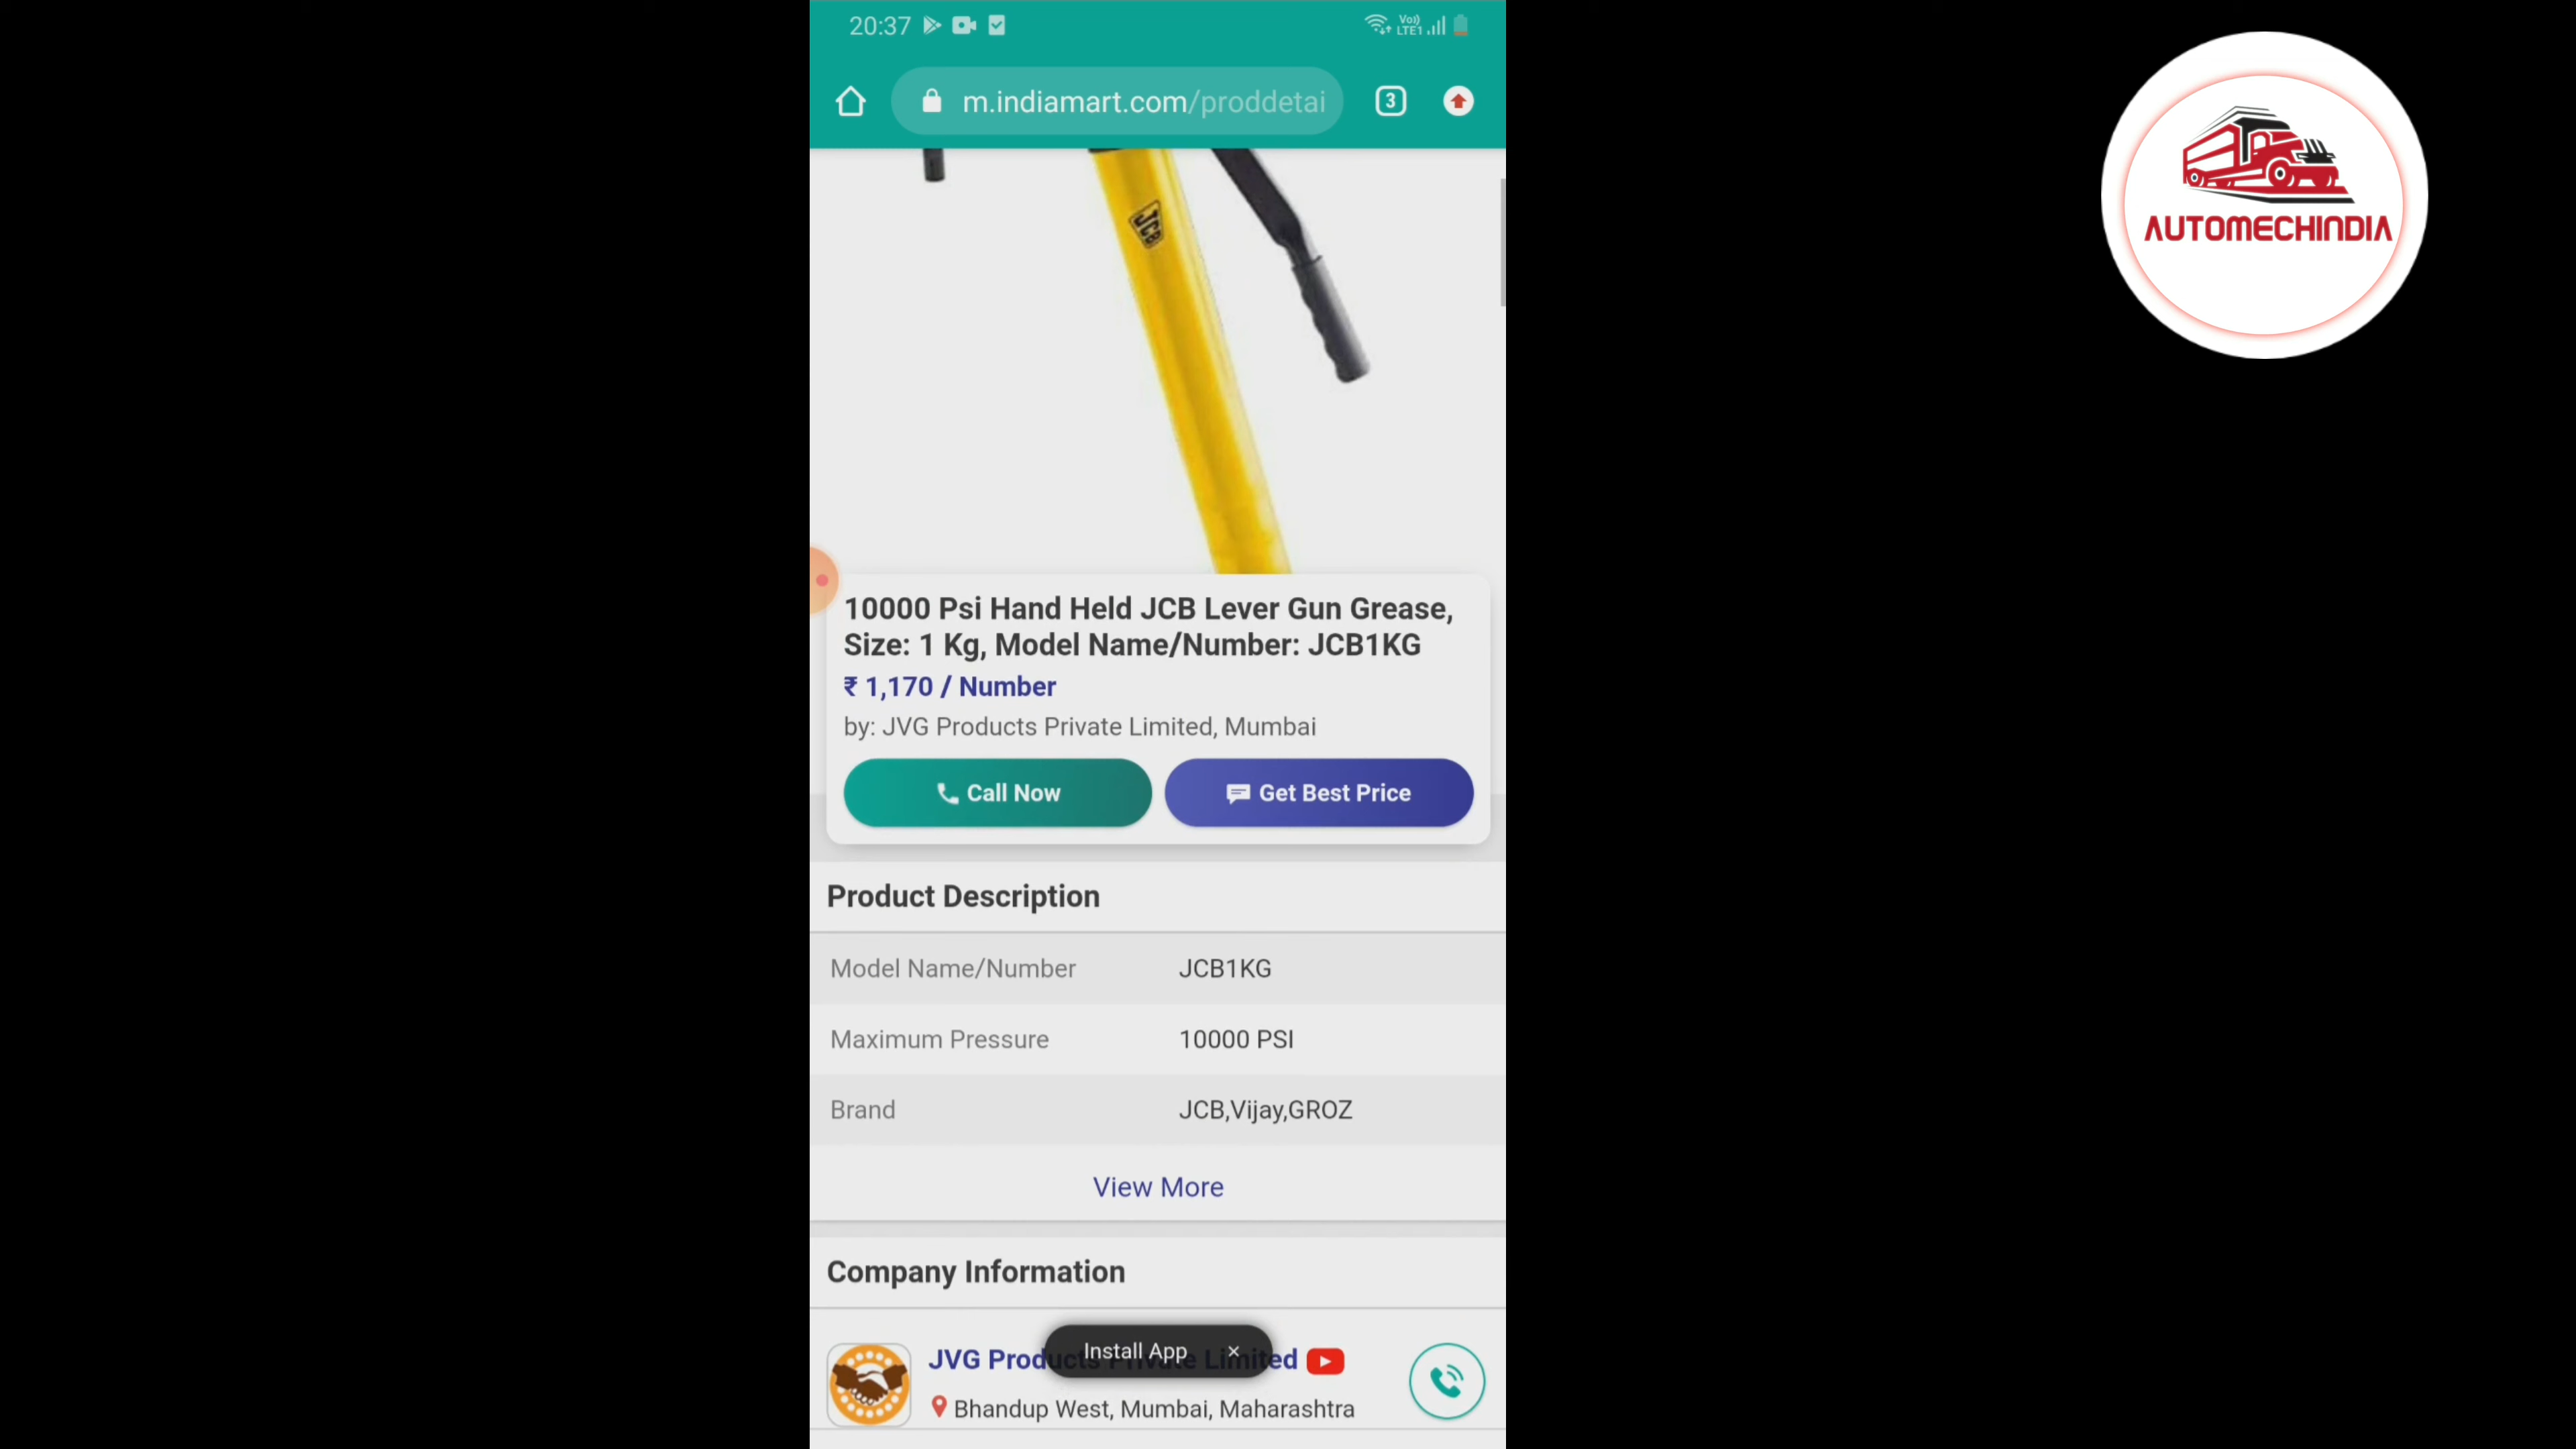 20:37
Vo)
LTE1
m.indiamart.com/proddetai
3
AUTOMECHINDIA
JCB
10000 Psi Hand Held JCB Lever Gun Grease,
Size: 1 Kg, Model Name/Number: JCB1KG
₹ 1,170 / Number
by: JVG Products Private Limited, Mumbai
Call Now
Get Best Price
Product Description
Model Name/Number JCB1KG
Maximum Pressure 10000 PSI
Brand JCB,Vijay,GROZ
View More
Company Information
JVG Products Private Limited
Install App ×
Bhandup West, Mumbai, Maharashtra